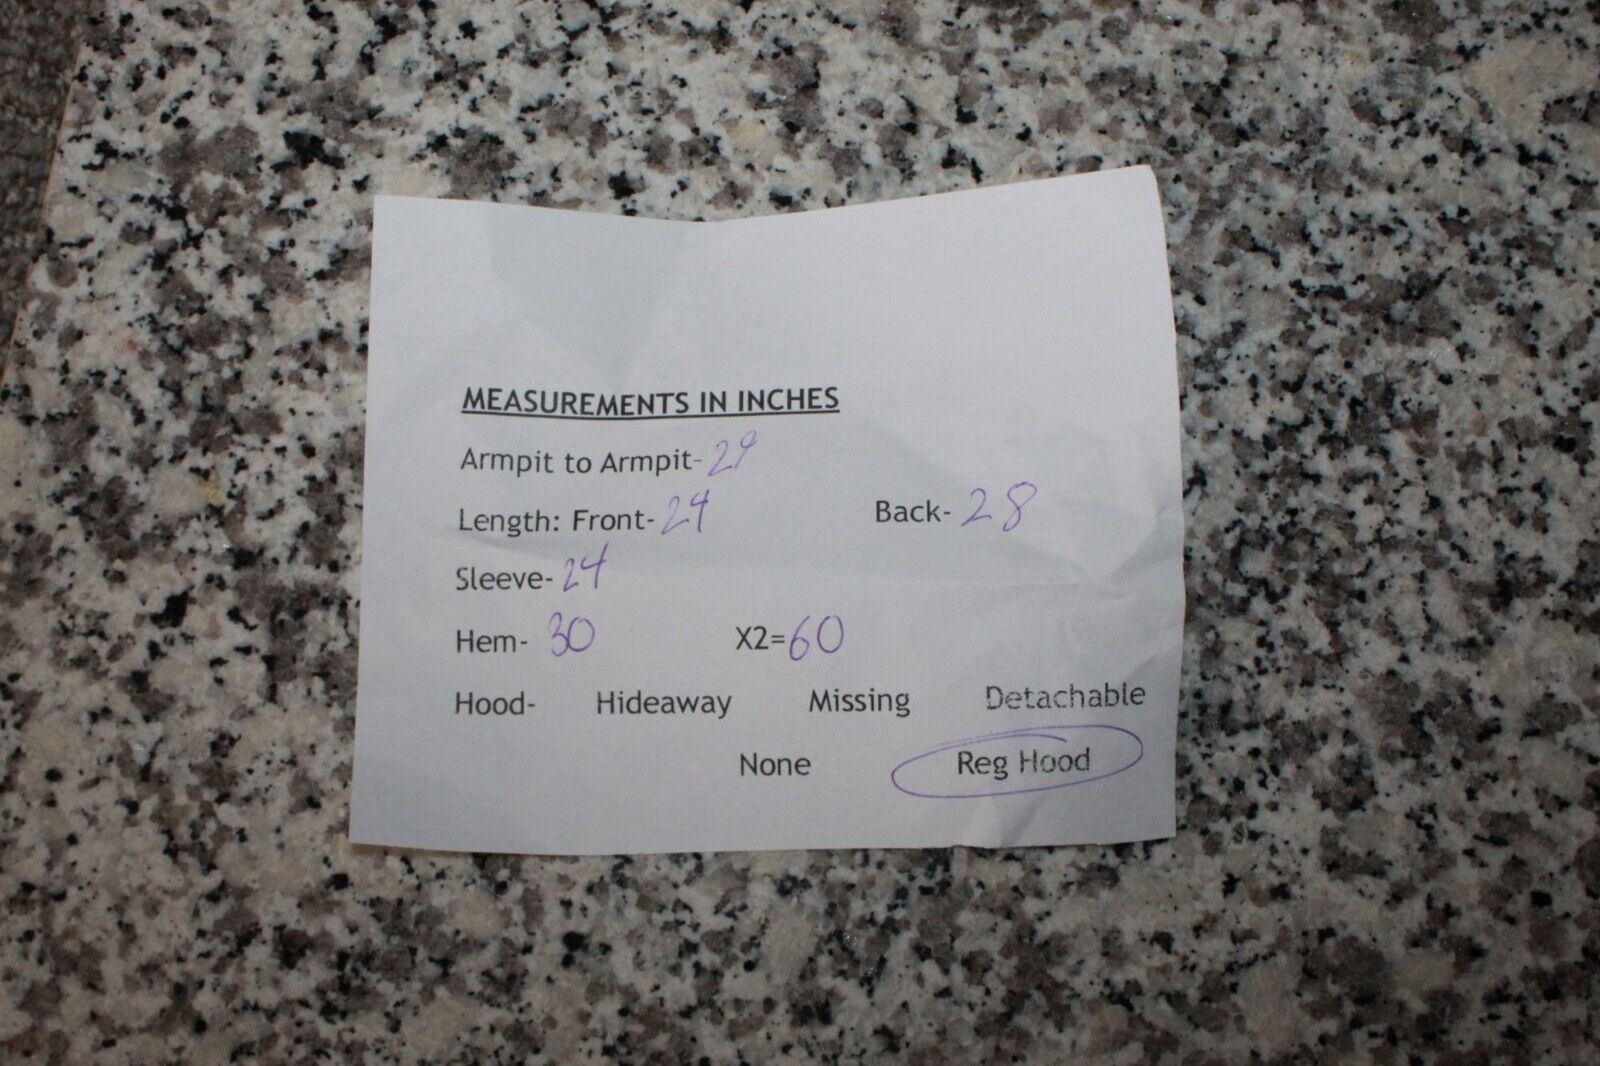 MEASUREMENTS IN INCHES
Armpit to Armpit- 29
Length: Front- 24 Back- 28
Sleeve- 24
Hem- 30 X2= 60
Hood- Hideaway Missing Detachable
None Reg Hood